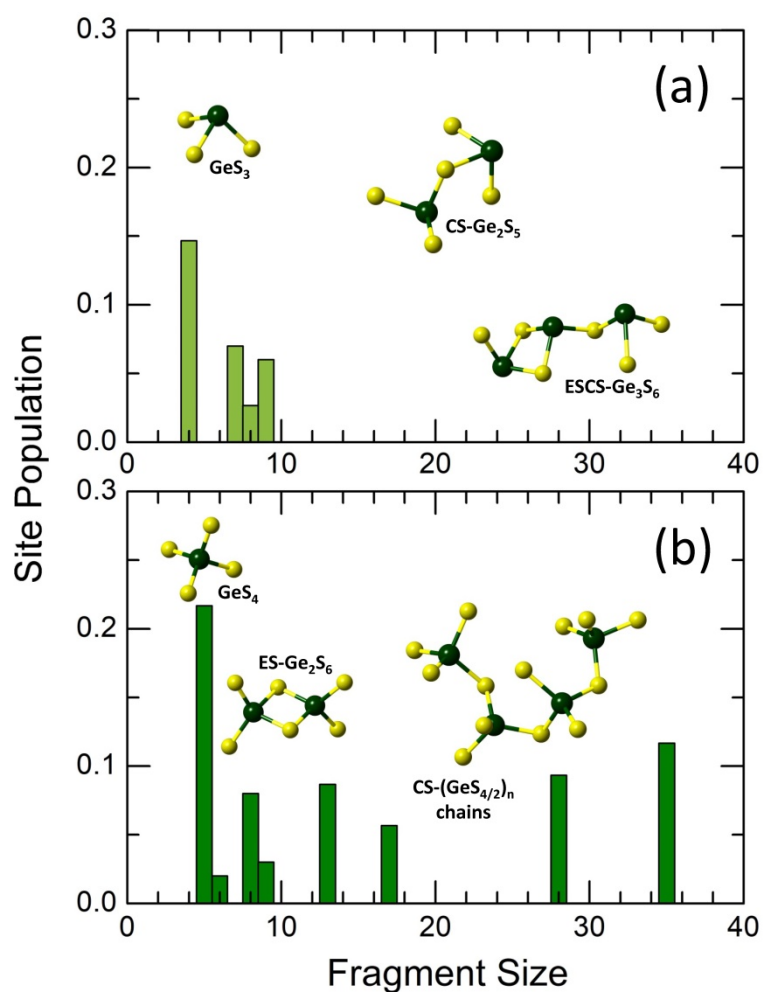 0.3
(a)
GeS₃
0.2
CS-Ge₂S₅
0.1
ESCS-Ge₃S₆
0.0
0 10 20 30 40
Site Population
0.3
(b)
GeS₄
0.2
ES-Ge₂S₆
0.1
CS-(GeS₄/₂)ₙ
chains
0.0
0 10 20 30 40
Fragment Size